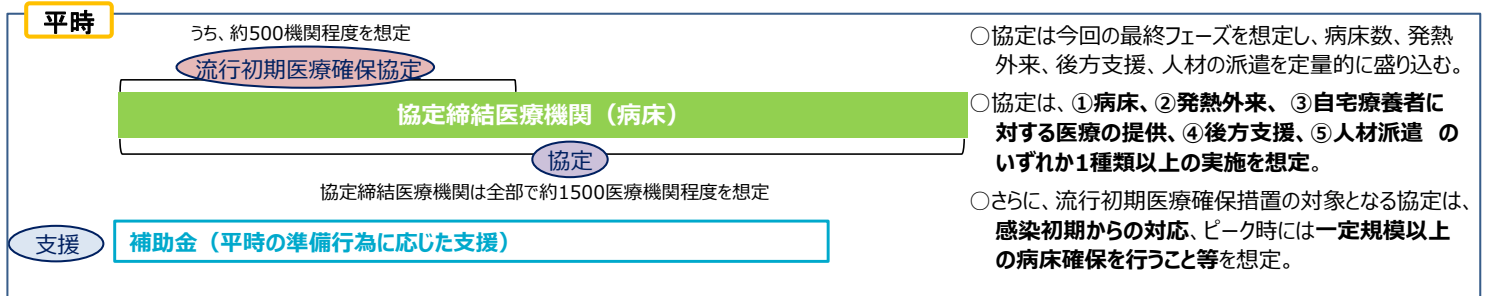 平時
うち、約500機関程度を想定
流行初期医療確保協定
協定締結医療機関（病床）
協定
協定締結医療機関は全部で約1500医療機関程度を想定
支援
補助金（平時の準備行為に応じた支援）
○協定は今回の最終フェーズを想定し、病床数、発熱
外来、後方支援、人材の派遣を定量的に盛り込む。
○協定は、①病床、②発熱外来、 ③自宅療養者に
対する医療の提供、④後方支援、⑤人材派遣 の
いずれか1種類以上の実施を想定。
○さらに、流行初期医療確保措置の対象となる協定は、
感染初期からの対応、ピーク時には一定規模以上
の病床確保を行うこと等を想定。